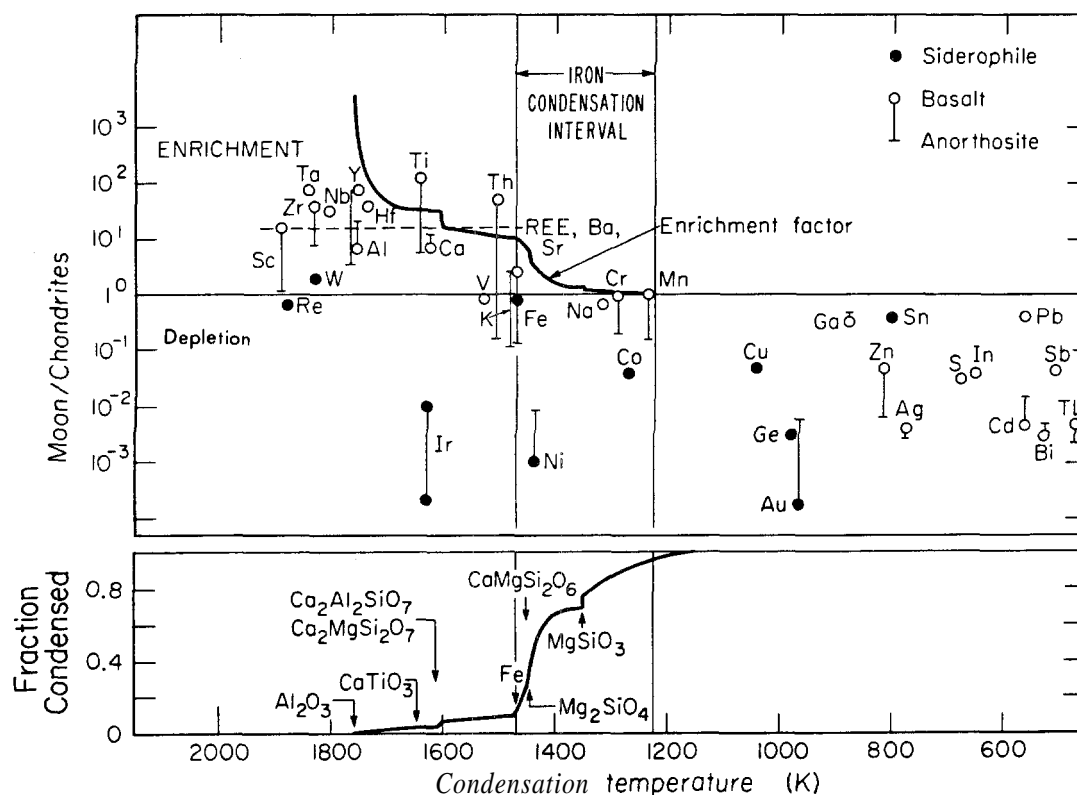 Siderophile
Basalt
Anorthosite
IRON
CONDENSATION
INTERVAL
Moon/Chondrites
10³
10²
10¹
1⁰
10⁻¹
10⁻²
10⁻³
ENRICHMENT
Depletion
Ta
Zr
Nb
Y
Hf
Ti
Th
REE, Ba,
Sr
Enrichment factor
Sc
Al
Ca
W
Re
V
K
Fe
Na
Cr
Mn
Co
Cu
Ga
Sn
Pb
Zn
S
In
Sb
Ir
Ni
Ge
Au
Ag
Cd
Bi
Tl
Fraction
Condensed
0.8
0.4
0
Al₂O₃
CaTiO₃
Ca₂Al₂SiO₇
Ca₂MgSi₂O₇
Fe
CaMgSi₂O₆
MgSiO₃
Mg₂SiO₄
2000 1800 1600 1400 1200 1000 800 600
Condensation temperature (K)